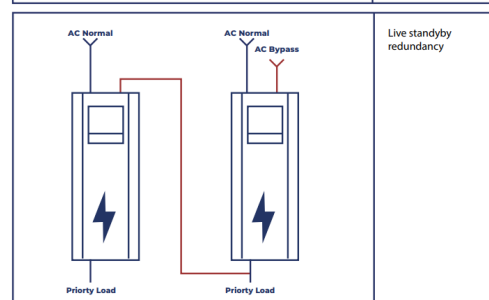 AC Normal
AC Normal
AC Bypass
Live standyby
redundancy
Priorty Load
Priorty Load